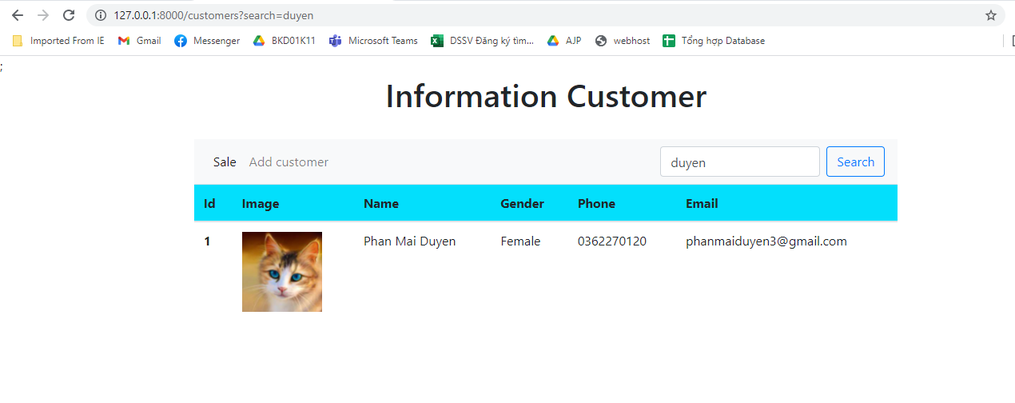 127.0.0.1:8000/customers?search=duyen
Imported From IE Gmail Messenger BKD01K11 Microsoft Teams DSSV Đăng ký tìm... AJP webhost Tổng hợp Database
;
Information Customer
Sale Add customer duyen Search
Id Image Name Gender Phone Email
1 Phan Mai Duyen Female 0362270120 phanmaiduyen3@gmail.com